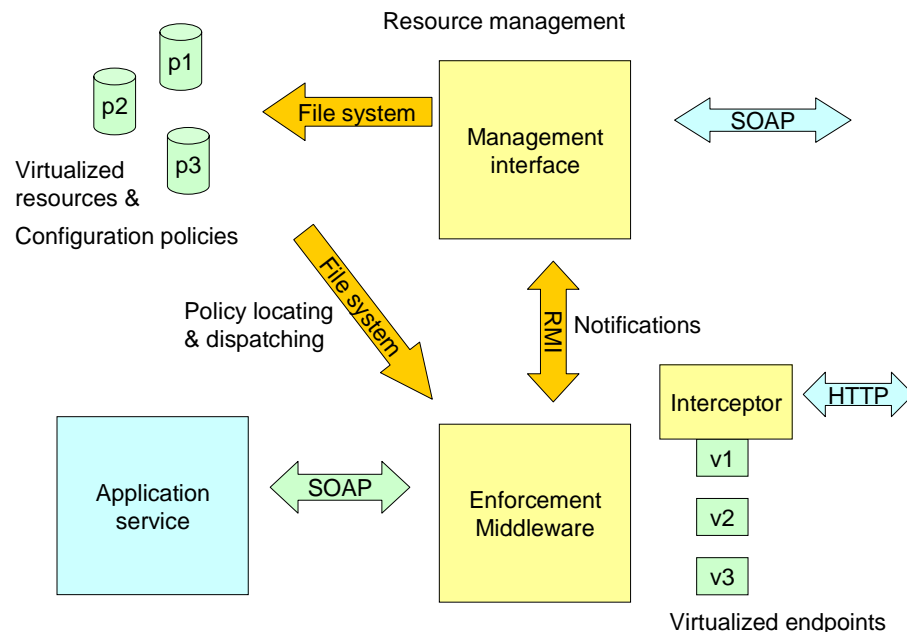 Resource management
p1
p2
p3
File system
Management
interface
SOAP
Virtualized
resources &
Configuration policies
File system
Policy locating
& dispatching
RMI
Notifications
Interceptor
HTTP
v1
v2
v3
Application
service
SOAP
Enforcement
Middleware
Virtualized endpoints